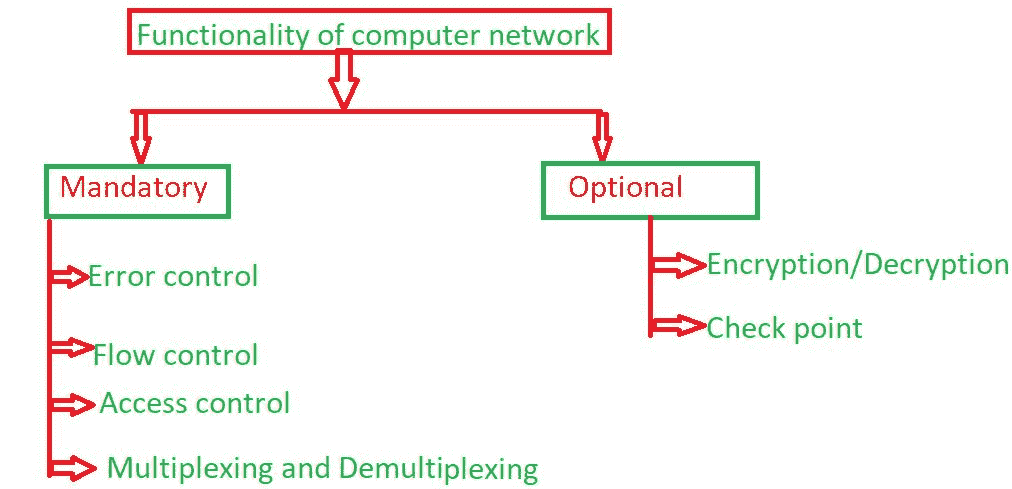 Functionality of computer network
Mandatory
Optional
Error control
Flow control
Access control
Multiplexing and Demultiplexing
Encryption/Decryption
Check point